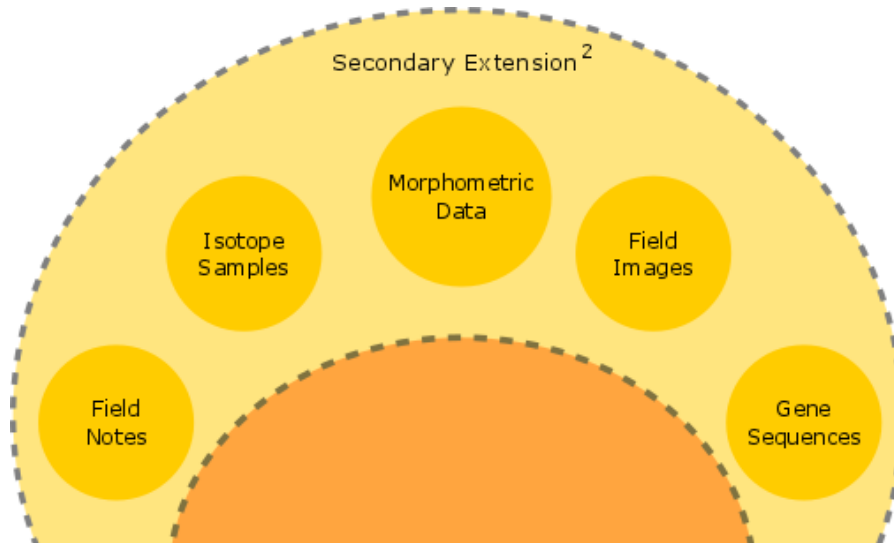 Secondary Extension²
Morphometric
Data
Isotope
Samples
Field
Images
Field
Notes
Gene
Sequences